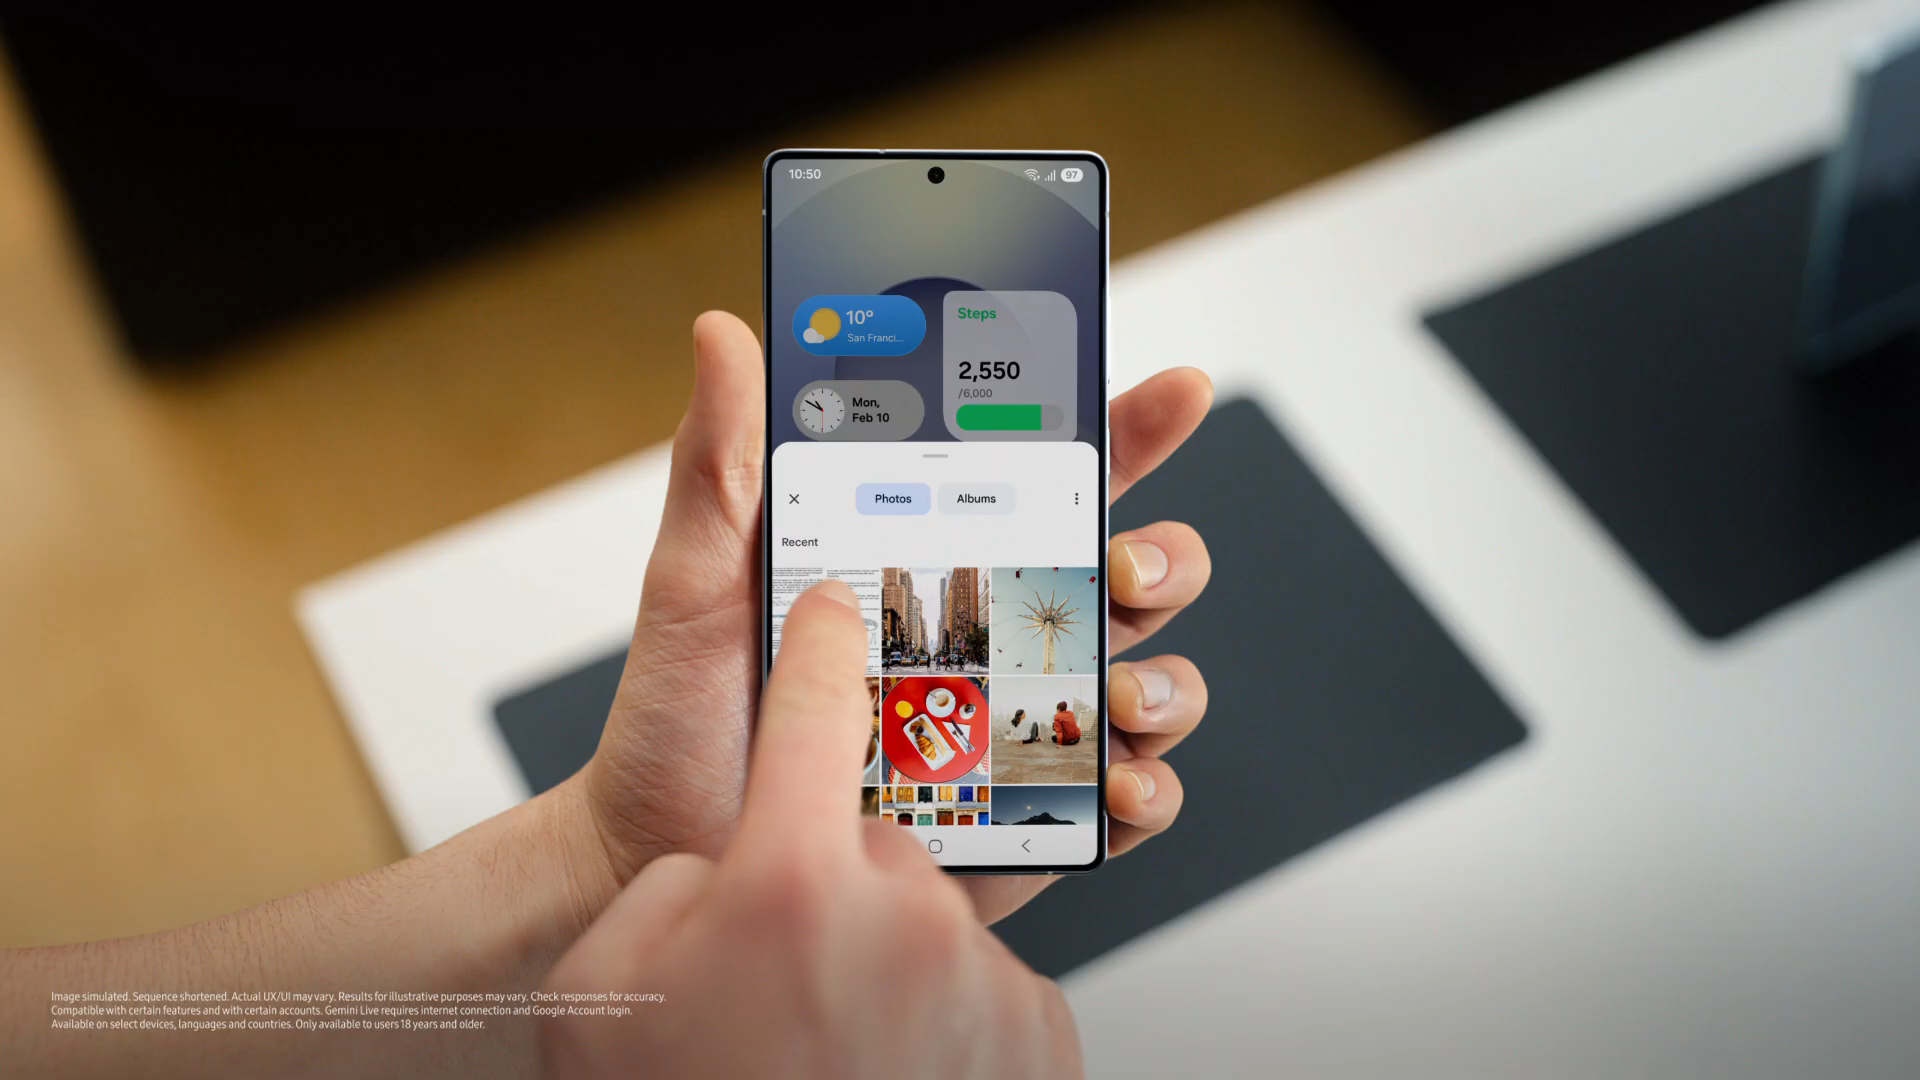 10:50
97
10°
San Franci...
Steps
2,550
/6,000
Mon,
Feb 10
Photos
Albums
Recent
Image simulated. Sequence shortened. Actual UX/UI may vary. Results for illustrative purposes may vary. Check responses for accuracy.
Compatible with certain features and with certain accounts. Gemini Live requires internet connection and Google Account login.
Available on select devices, languages and countries. Only available to users 18 years and older.